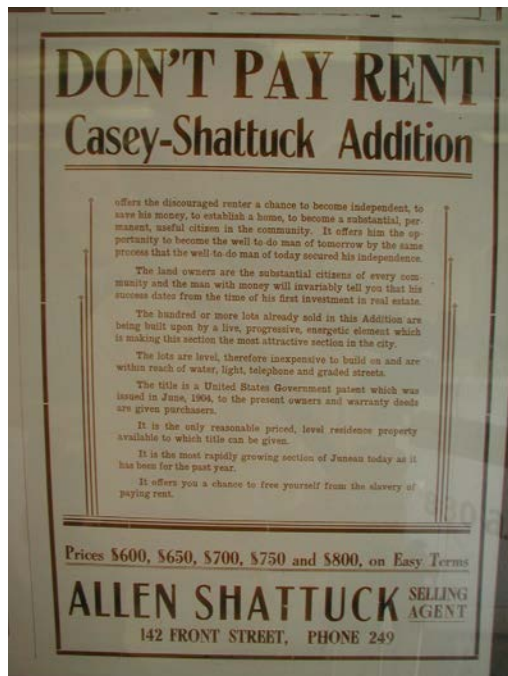 DON'T PAY RENT
Casey-Shattuck Addition
offers the discouraged renter a chance to become independent, to
save his money, to establish a home, to become a substantial, per-
manent, useful citizen in the community. It offers him the op-
portunity to become the well to do man of tomorrow by the same
process that the well to do man of today secured his independence.
The land owners are the substantial citizens of every com-
munity and the man with money will invariably tell you that his
success dates from the time of his first investment in real estate.
The hundred or more lots already sold in this Addition are
being built upon by a live, progressive, energetic element which
is making this section the most attractive section in the city.
The lots are level, therefore inexpensive to build on and are
within reach of water, light, telephone and graded streets.
The title is a United States Government patent which was
issued in June, 1904, to the present owners and warranty deeds
are given purchasers.
It is the only reasonable priced, level residence property
available to which title can be given.
It is the most rapidly growing section of Juneau today as it
has been for the past year.
It offers you a chance to free yourself from the slavery of
paying rent.
Prices $600, $650, $700, $750 and $800, on Easy Terms
ALLEN SHATTUCK SELLING AGENT
142 FRONT STREET, PHONE 249